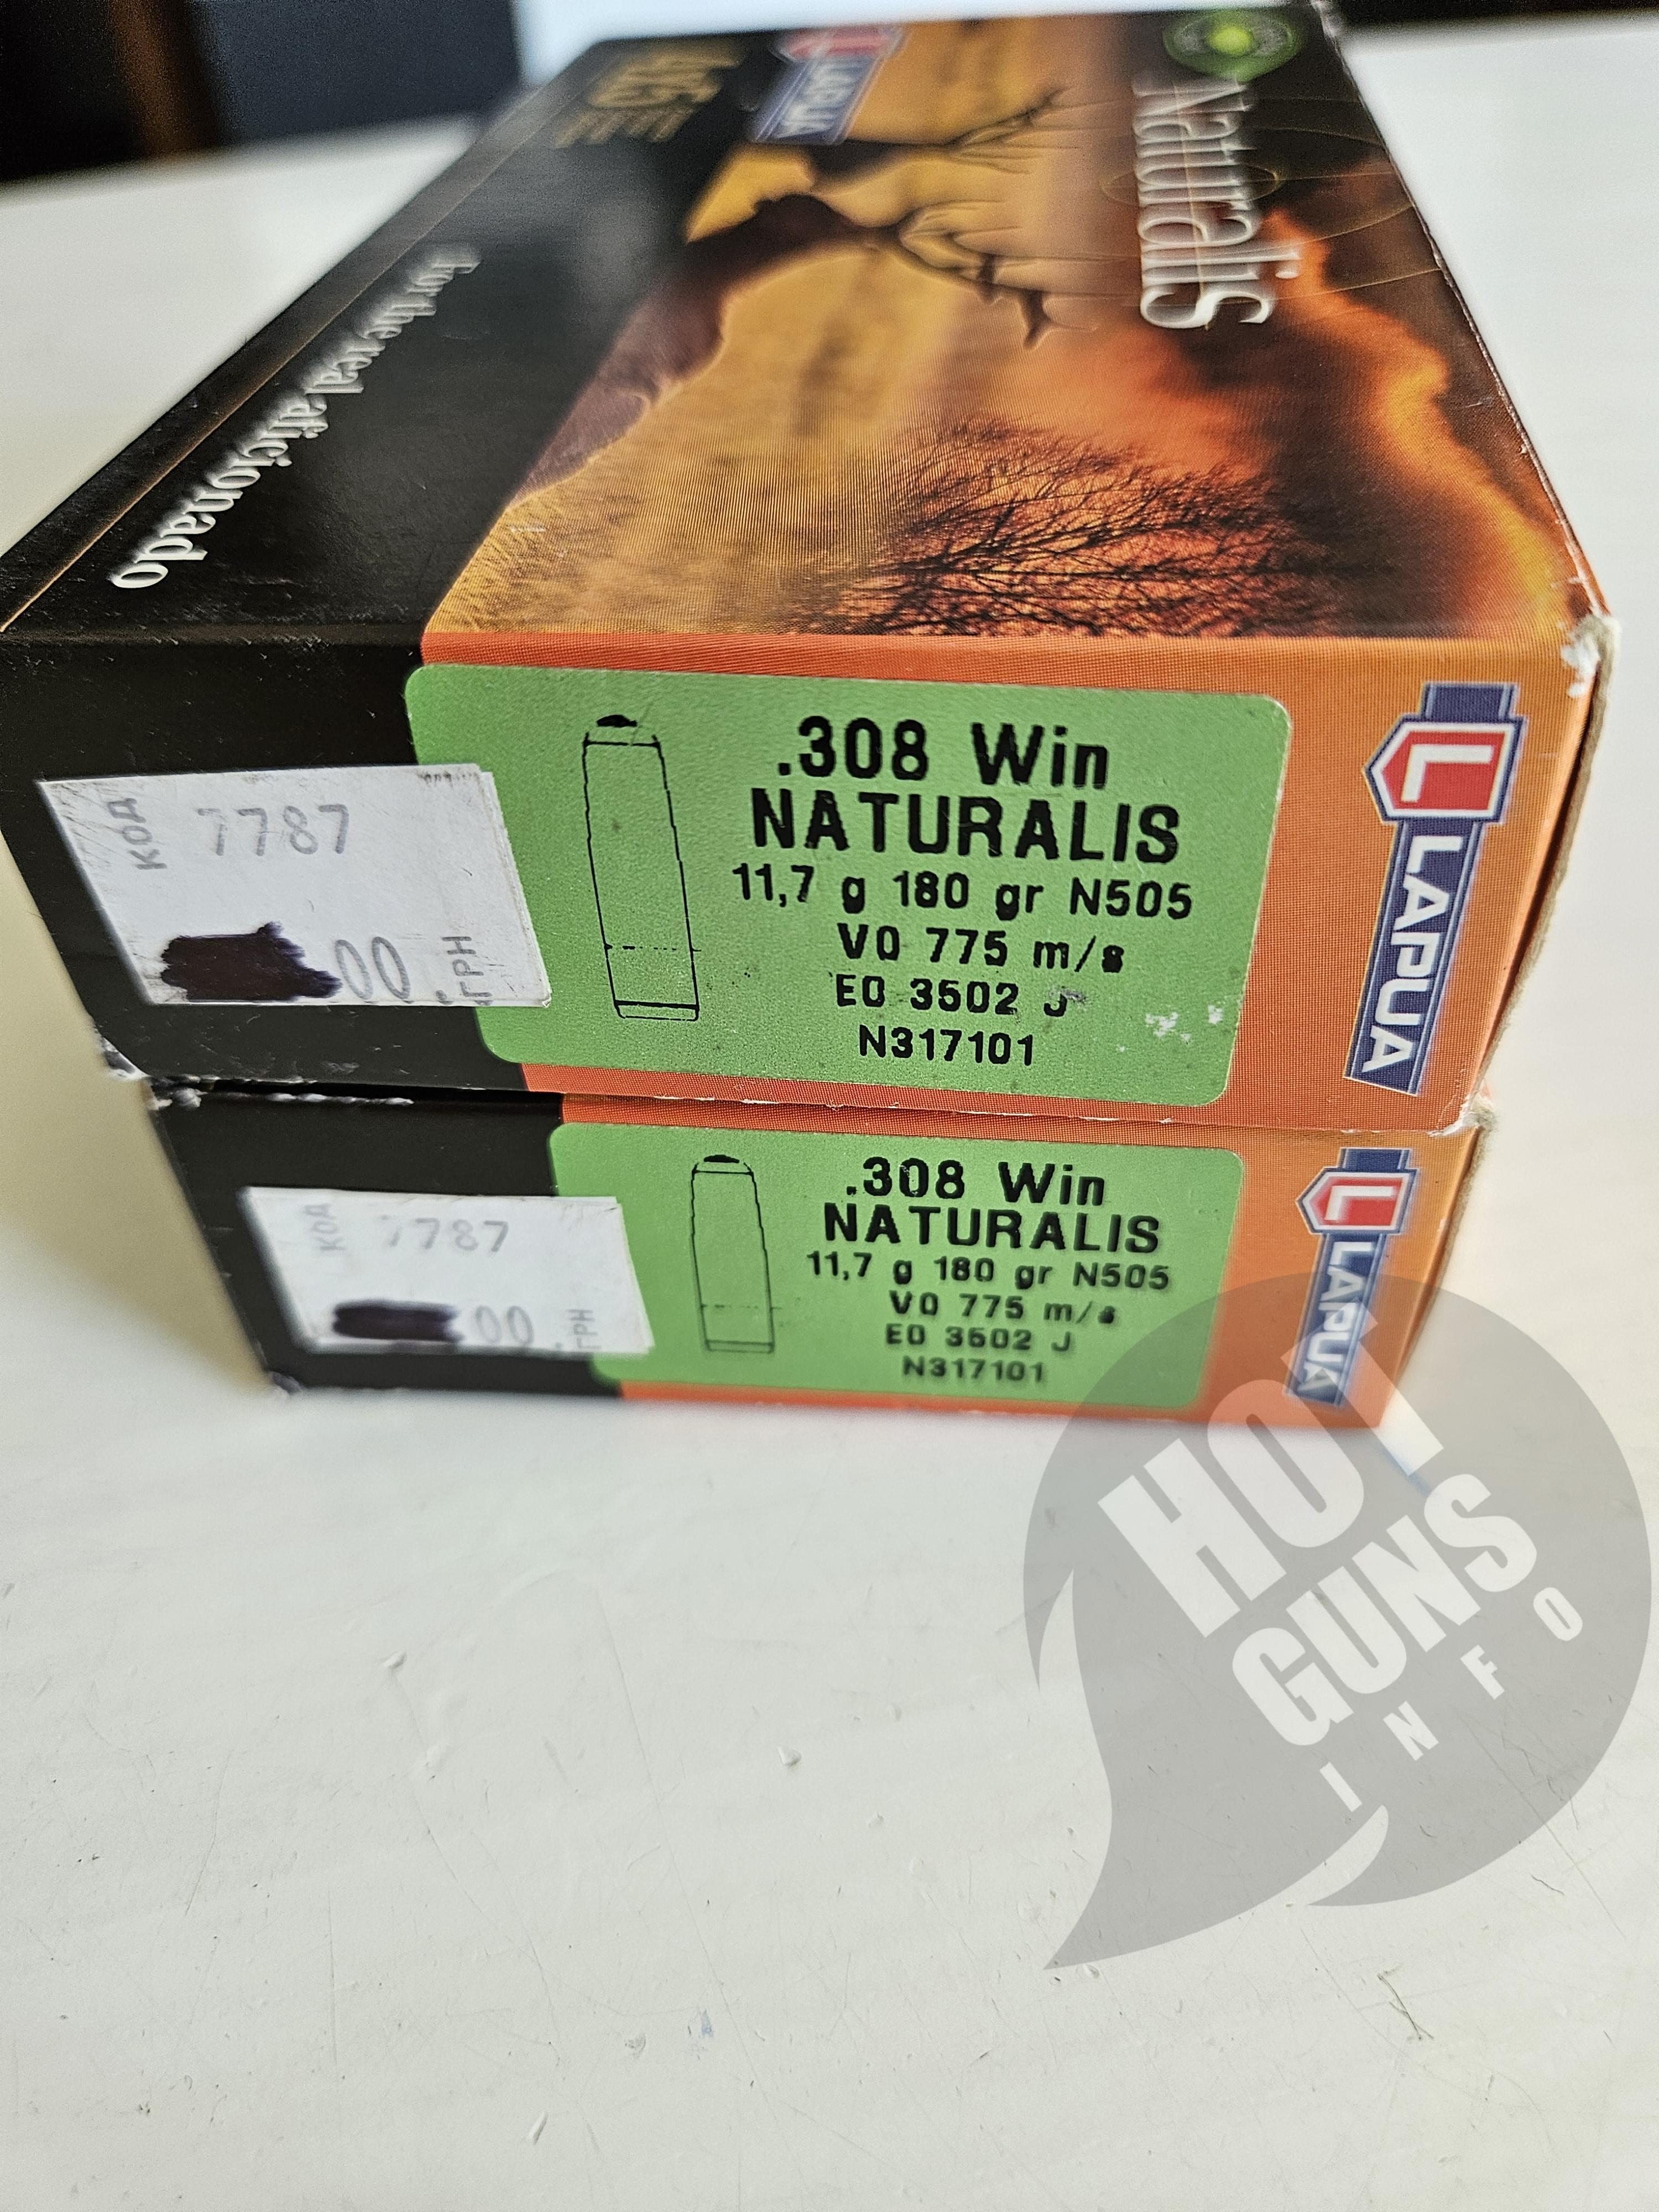 Naturalis
LAPUA
For the real aficionado
.308 Win
NATURALIS
11,7 g 180 gr N505
V0 775 m/s
E0 3502 J
N317101
L LAPUA
КОД 7787
00 ГРН
.308 Win
NATURALIS
11,7 g 180 gr N505
V0 775 m/s
E0 3502 J
N317101
L LAPUA
КОД 7787
00 ГРН
HOT
GUNS
INFO